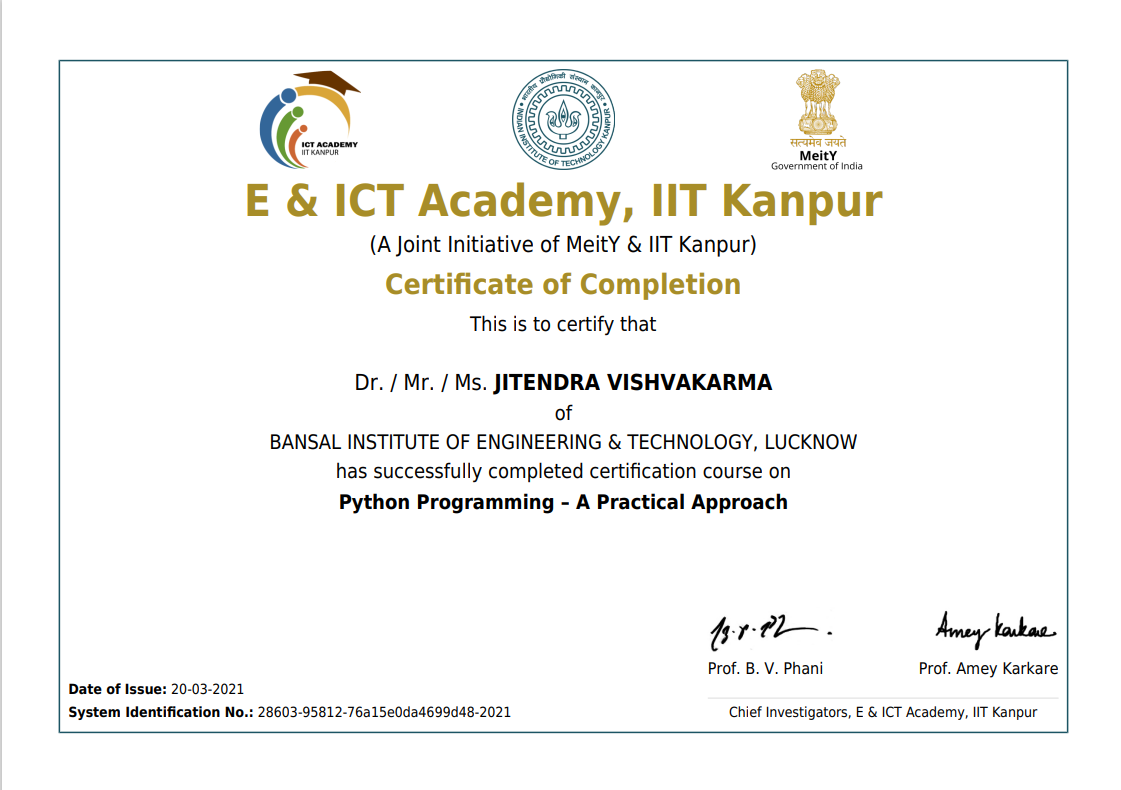 ICT ACADEMY
IIT KANPUR
भारतीय प्रौद्योगिकी संस्थान कानपुर
INDIAN INSTITUTE OF TECHNOLOGY KANPUR
सत्यमेव जयते
MeitY
Government of India
E & ICT Academy, IIT Kanpur
(A Joint Initiative of MeitY & IIT Kanpur)
Certificate of Completion
This is to certify that
Dr. / Mr. / Ms. JITENDRA VISHVAKARMA
of
BANSAL INSTITUTE OF ENGINEERING & TECHNOLOGY, LUCKNOW
has successfully completed certification course on
Python Programming – A Practical Approach
Amey Karkare
Prof. B. V. Phani
Prof. Amey Karkare
Date of Issue: 20-03-2021
System Identification No.: 28603-95812-76a15e0da4699d48-2021
Chief Investigators, E & ICT Academy, IIT Kanpur